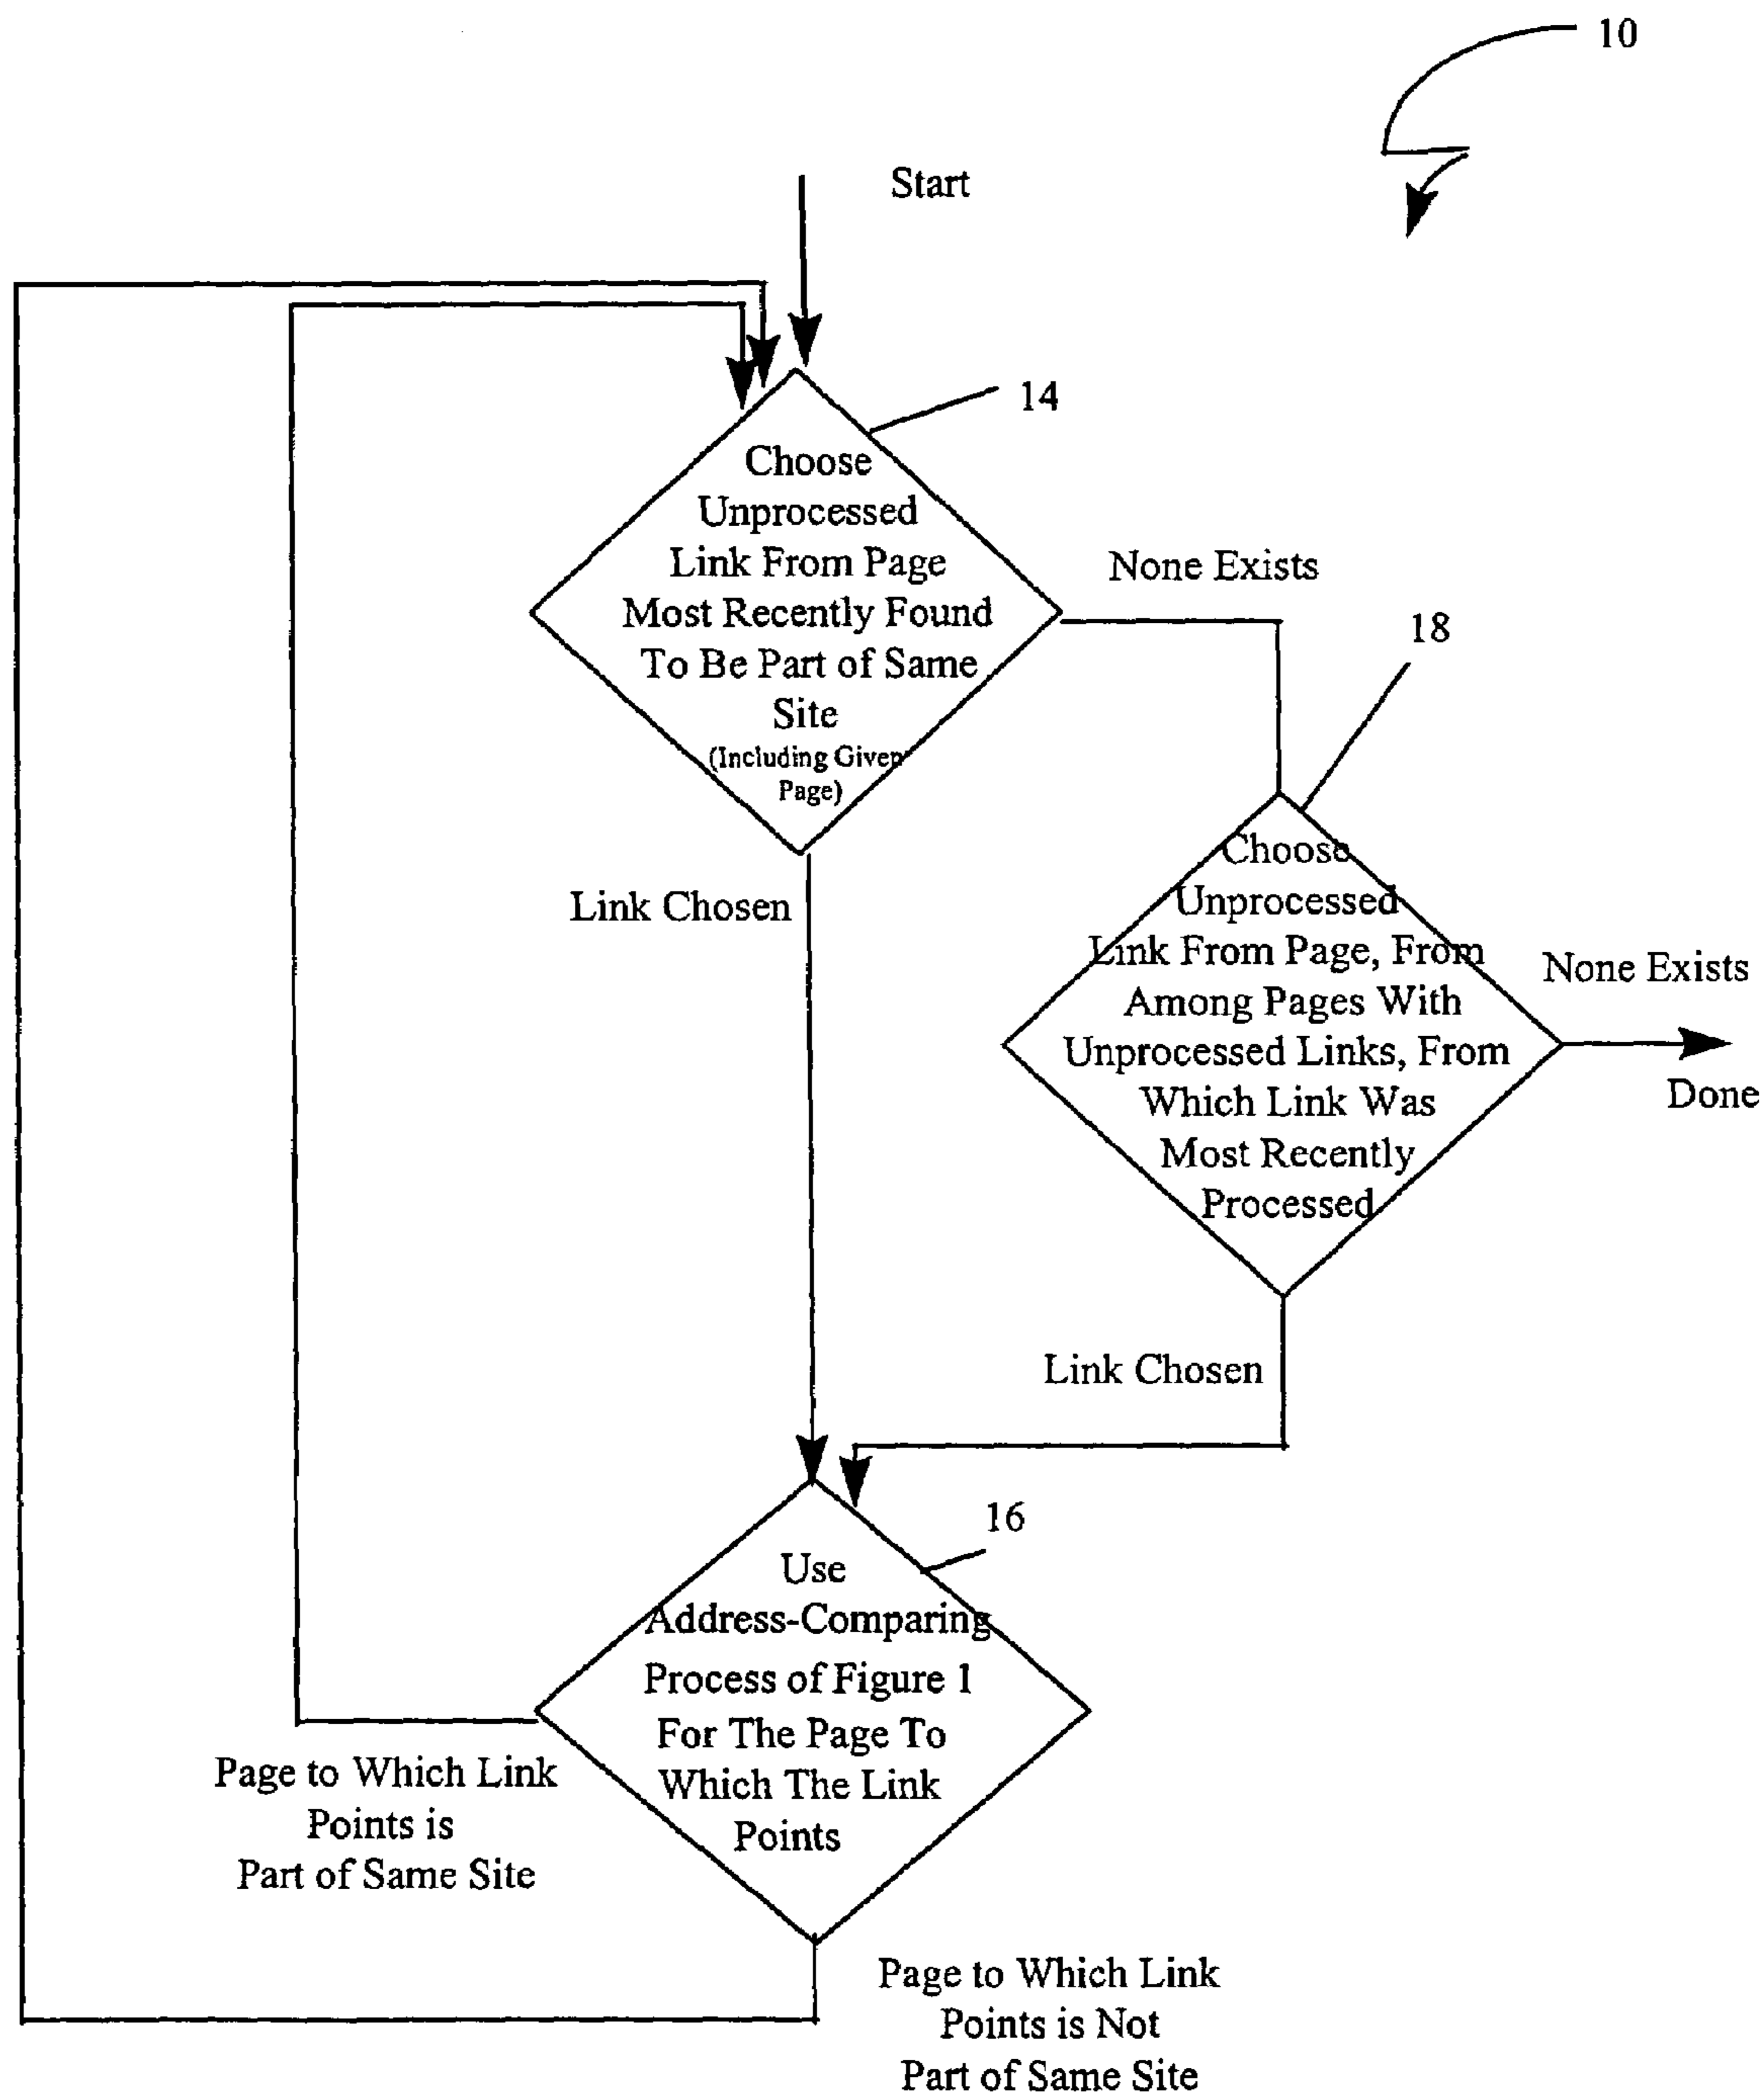 10
Start
14
Choose
Unprocessed
Link From Page
Most Recently Found
To Be Part of Same
Site
(Including Given
Page)
None Exists
18
Link Chosen
Choose
Unprocessed
Link From Page, From
Among Pages With
Unprocessed Links, From
Which Link Was
Most Recently
Processed
None Exists
Done
Link Chosen
16
Use
Address-Comparing
Process of Figure 1
For The Page To
Which The Link
Points
Page to Which Link
Points is
Part of Same Site
Page to Which Link
Points is Not
Part of Same Site